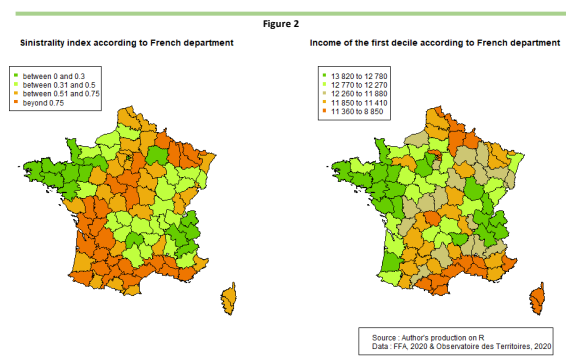 Figure 2
Sinistrality index according to French department
between 0 and 0.3
between 0.31 and 0.5
between 0.51 and 0.75
beyond 0.75
Income of the first decile according to French department
13 820 to 12 780
12 770 to 12 270
12 260 to 11 880
11 850 to 11 410
11 360 to 8 850
Source : Author's production on R
Data : FFA, 2020 & Observatoire des Territoires, 2020